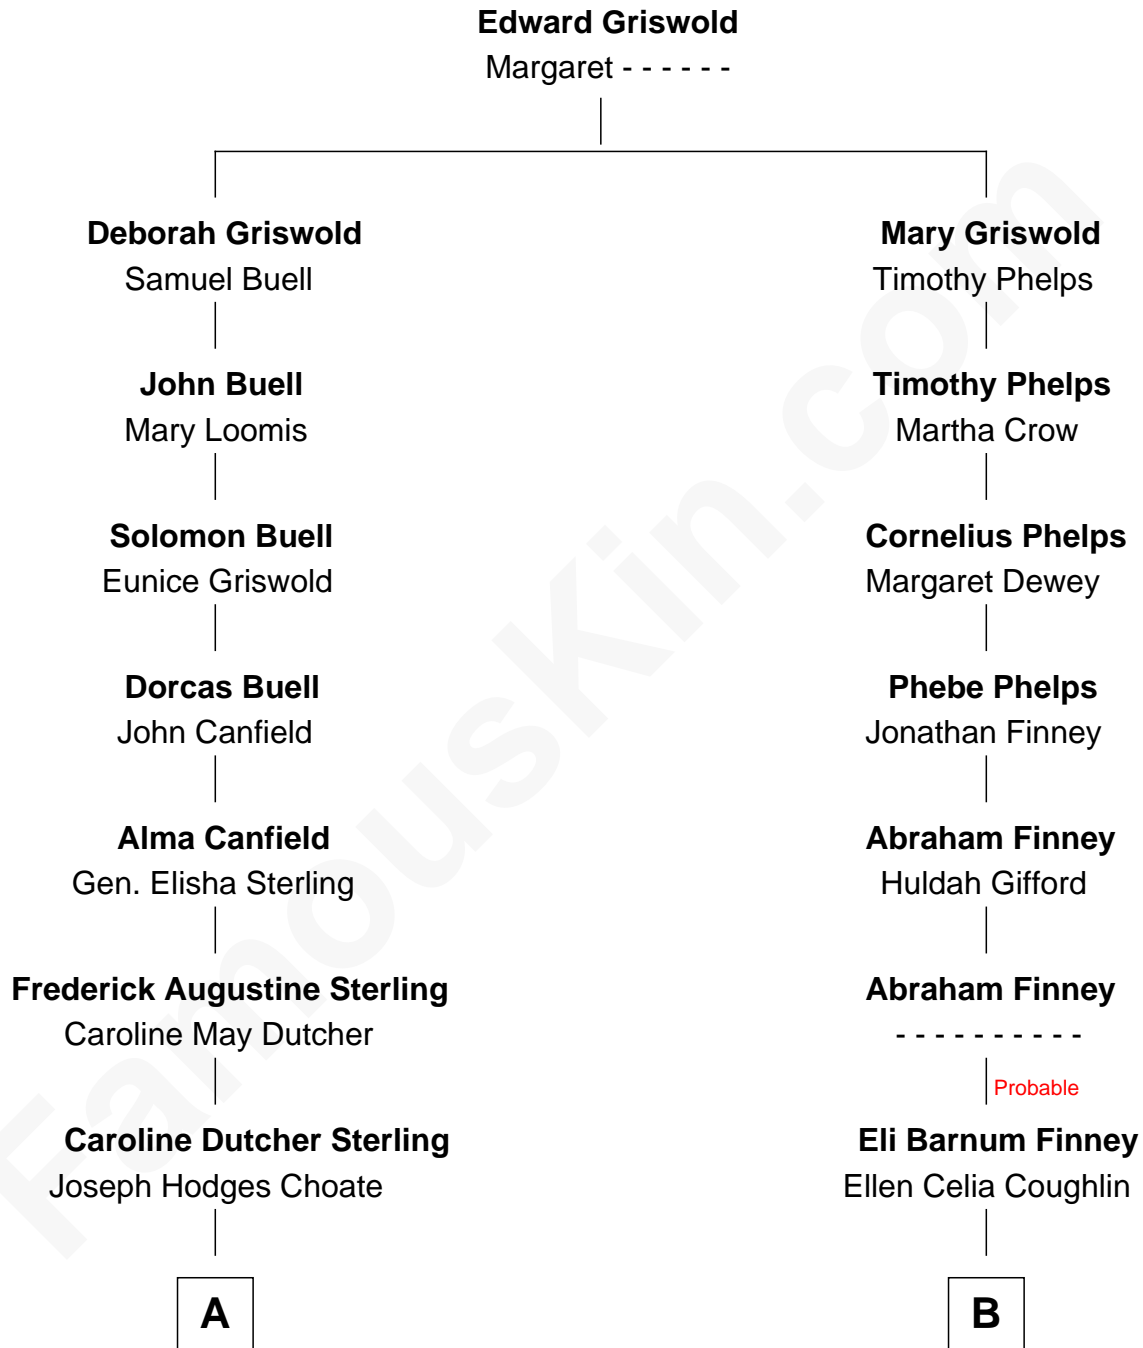 Edward Griswold
Margaret - - - - - -
Deborah Griswold
Samuel Buell
Mary Griswold
Timothy Phelps
John Buell
Mary Loomis
Timothy Phelps
Martha Crow
Solomon Buell
Eunice Griswold
Cornelius Phelps
Margaret Dewey
Dorcas Buell
John Canfield
Phebe Phelps
Jonathan Finney
Alma Canfield
Gen. Elisha Sterling
Abraham Finney
Huldah Gifford
Frederick Augustine Sterling
Caroline May Dutcher
Abraham Finney
- - - - - - - - - -
Probable
Caroline Dutcher Sterling
Joseph Hodges Choate
Eli Barnum Finney
Ellen Celia Coughlin
A
B
FamousKin.com